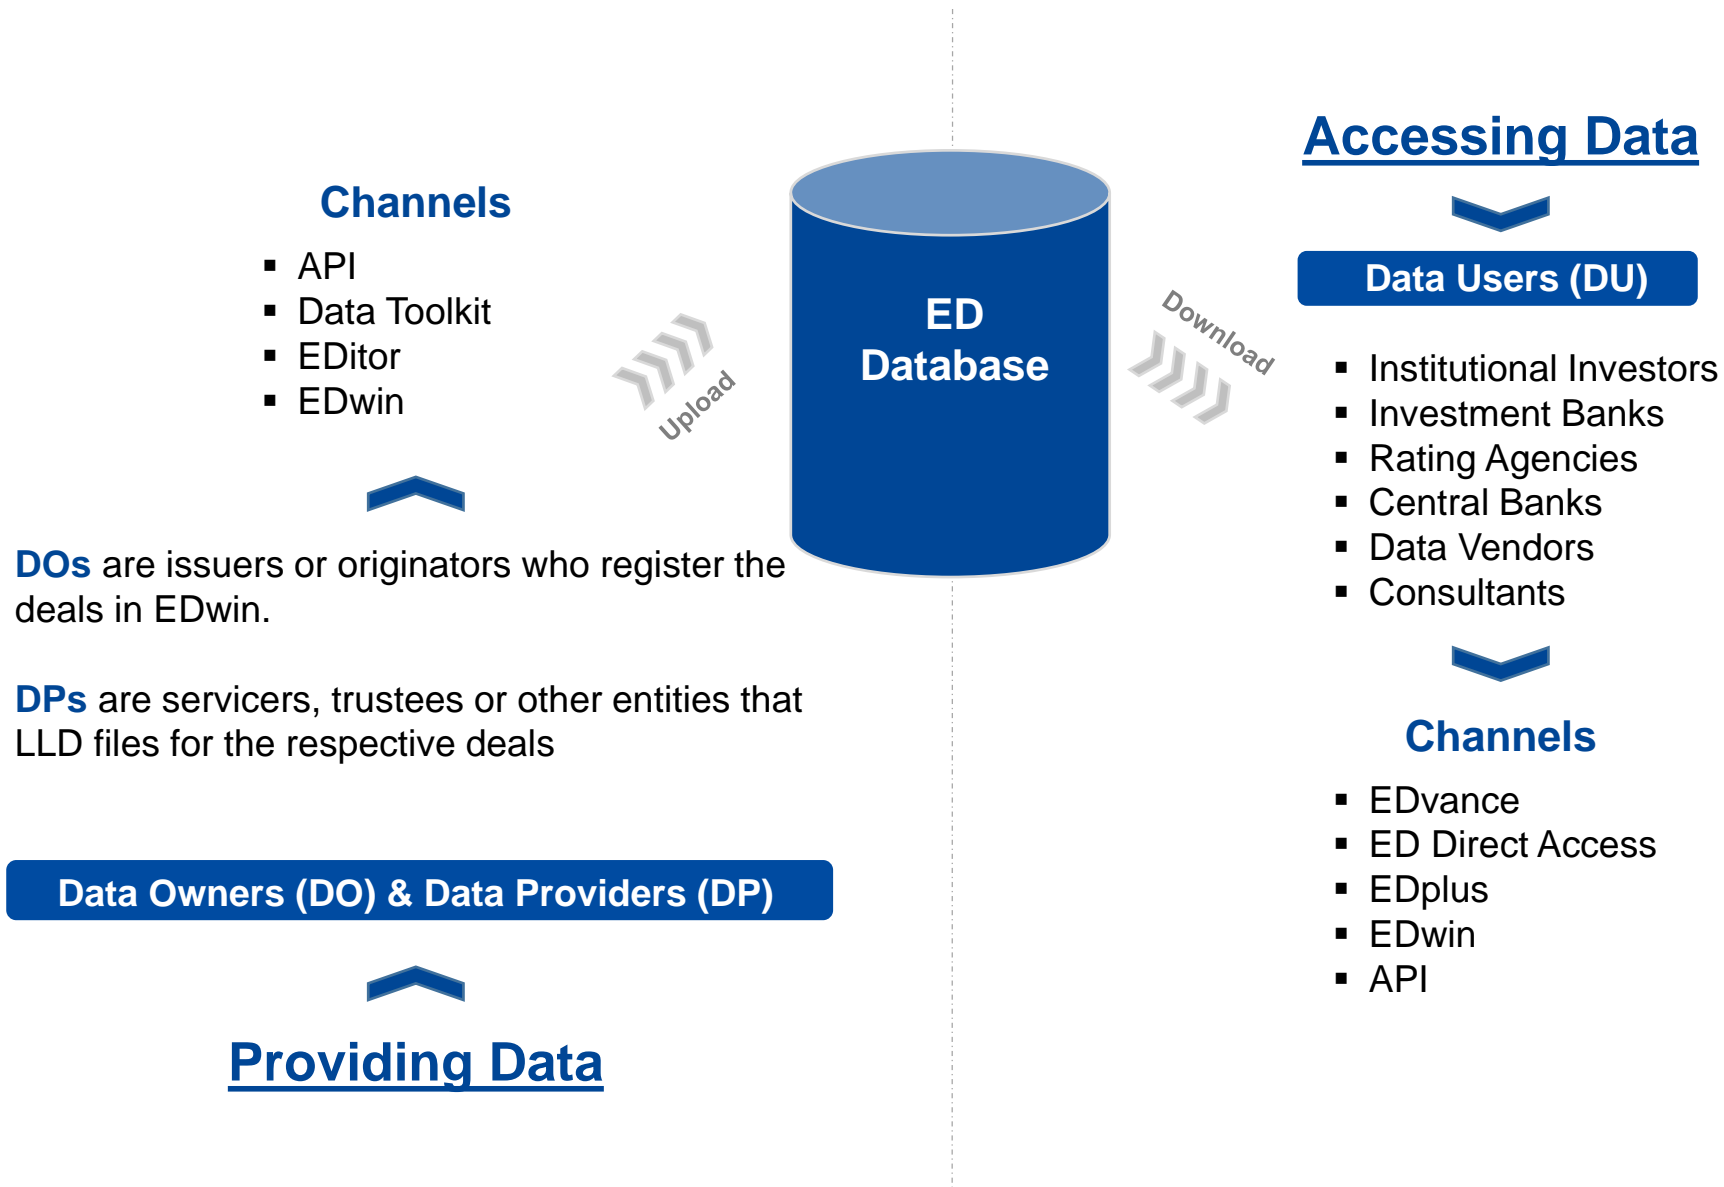 Channels
▪ API
▪ Data Toolkit
▪ EDitor
▪ EDwin
DOs are issuers or originators who register the
deals in EDwin.
DPs are servicers, trustees or other entities that
LLD files for the respective deals
Data Owners (DO) & Data Providers (DP)
Providing Data
Upload
ED
Database
Download
Accessing Data
Data Users (DU)
▪ Institutional Investors
▪ Investment Banks
▪ Rating Agencies
▪ Central Banks
▪ Data Vendors
▪ Consultants
Channels
▪ EDvance
▪ ED Direct Access
▪ EDplus
▪ EDwin
▪ API